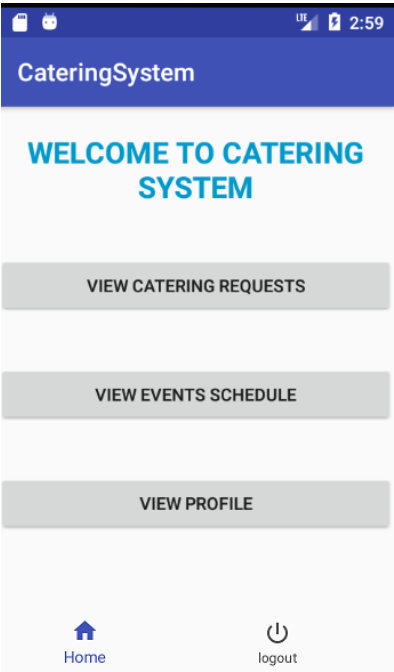 LTE 2:59
CateringSystem
WELCOME TO CATERING
SYSTEM
VIEW CATERING REQUESTS
VIEW EVENTS SCHEDULE
VIEW PROFILE
Home logout